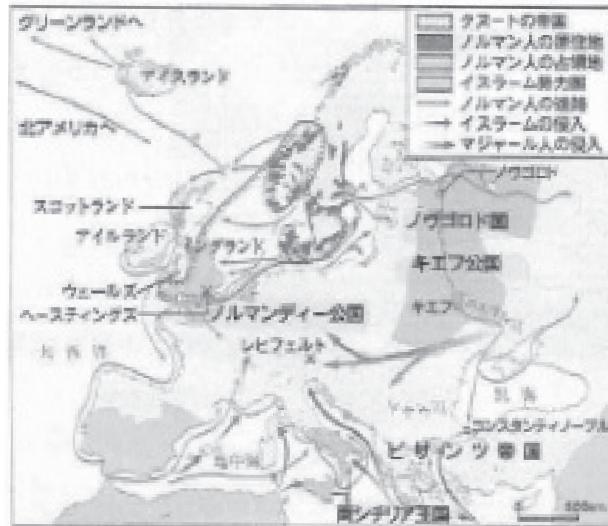 グリーンランドへ
アイスランド
北アメリカへ
スコットランド
アイルランド
イングランド
ウェールズ
ヘースティングス
ノルマンディー公国
レヒフェルト
大西洋
地中海
両シチリア王国
ビザンツ帝国
コンスタンティノープル
黒海
キエフ
キエフ公国
ノヴゴロド国
ノヴゴロド
クヌートの帝国
ノルマン人の原住地
ノルマン人の占領地
イスラーム勢力圏
ノルマン人の進路
イスラームの侵入
マジャール人の侵入
0